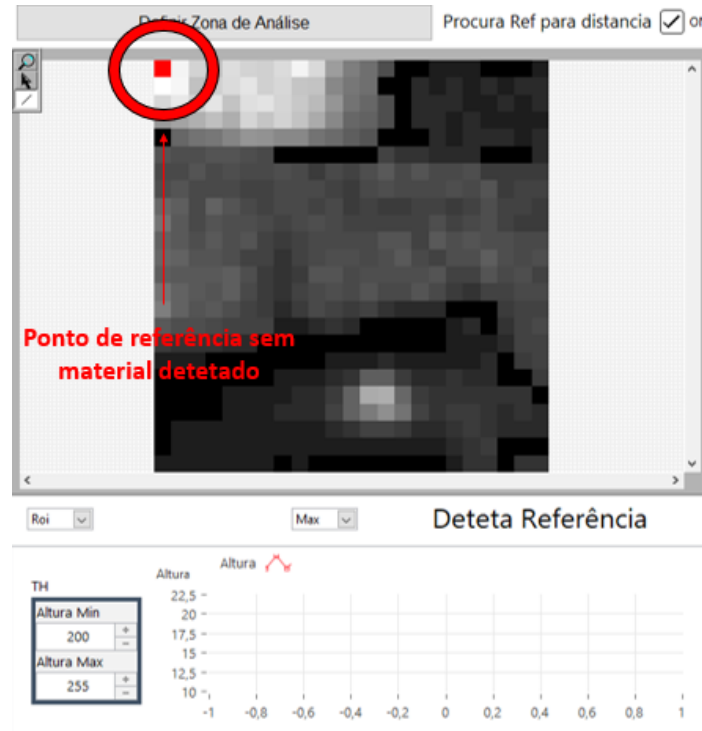 Definir Zona de Análise
Procura Ref para distancia
Ponto de referência sem
material detetado
Roi
Max
Deteta Referência
Altura
TH
Altura
Altura Min
200
Altura Max
255
22,5
20
17,5
15
12,5
10
-1 -0,8 -0,6 -0,4 -0,2 0 0,2 0,4 0,6 0,8 1